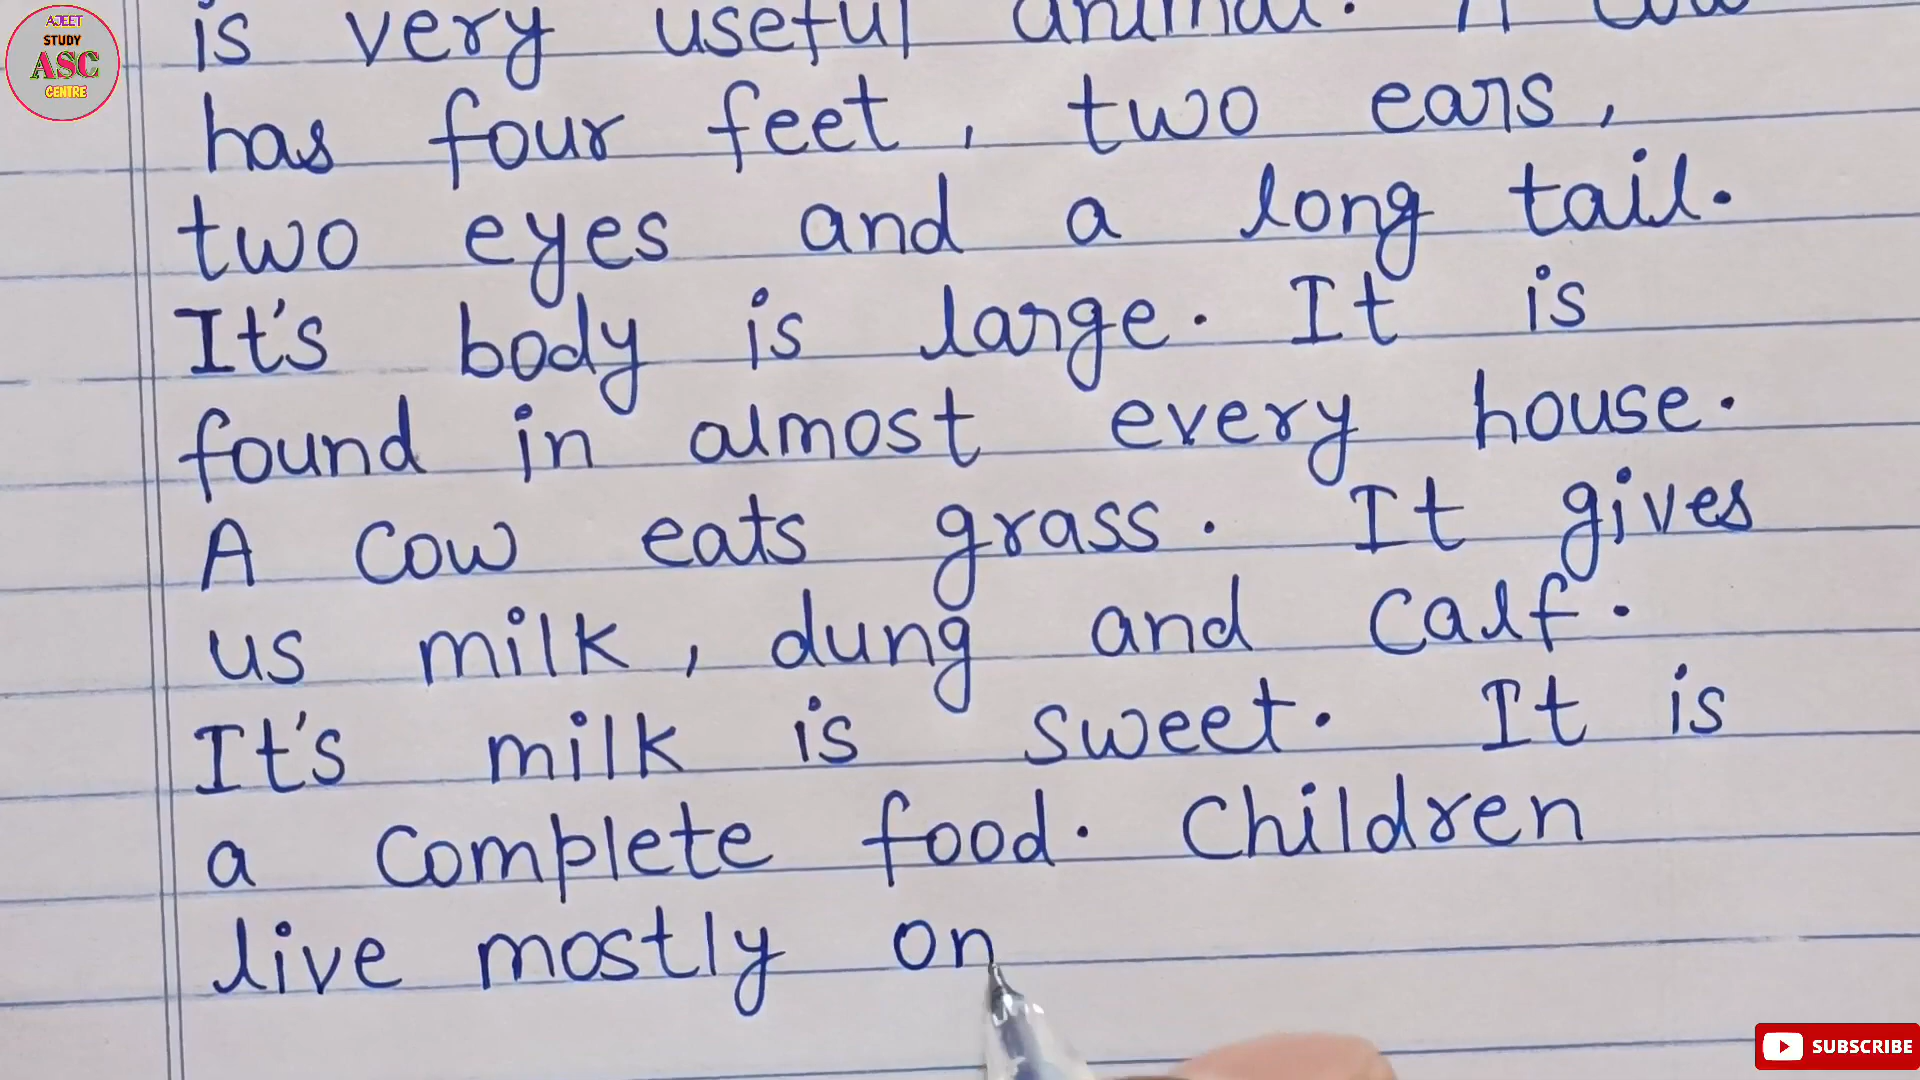 AJEET
STUDY
ASC
CENTRE
is very useful animal. A cow
has four feet, two ears,
two eyes and a long tail.
It's body is large. It is
found in almost every house.
A cow eats grass. It gives
us milk, dung and calf.
It's milk is sweet. It is
a complete food. Children
live mostly on
SUBSCRIBE